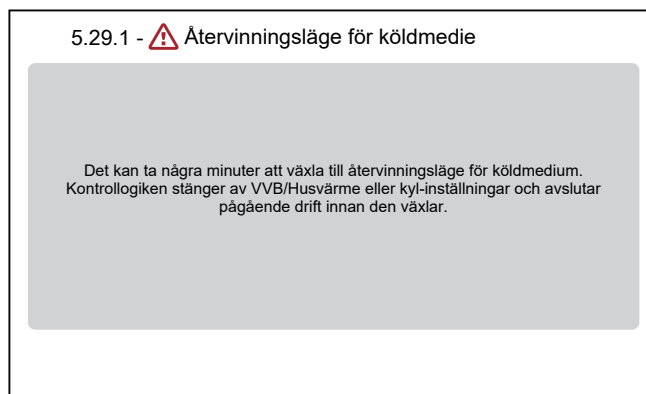 5.29.1 - Återvinningsläge för köldmedie
Det kan ta några minuter att växla till återvinningsläge för köldmedium.
Kontrollogiken stänger av VVB/Husvärme eller kyl-inställningar och avslutar
pågående drift innan den växlar.